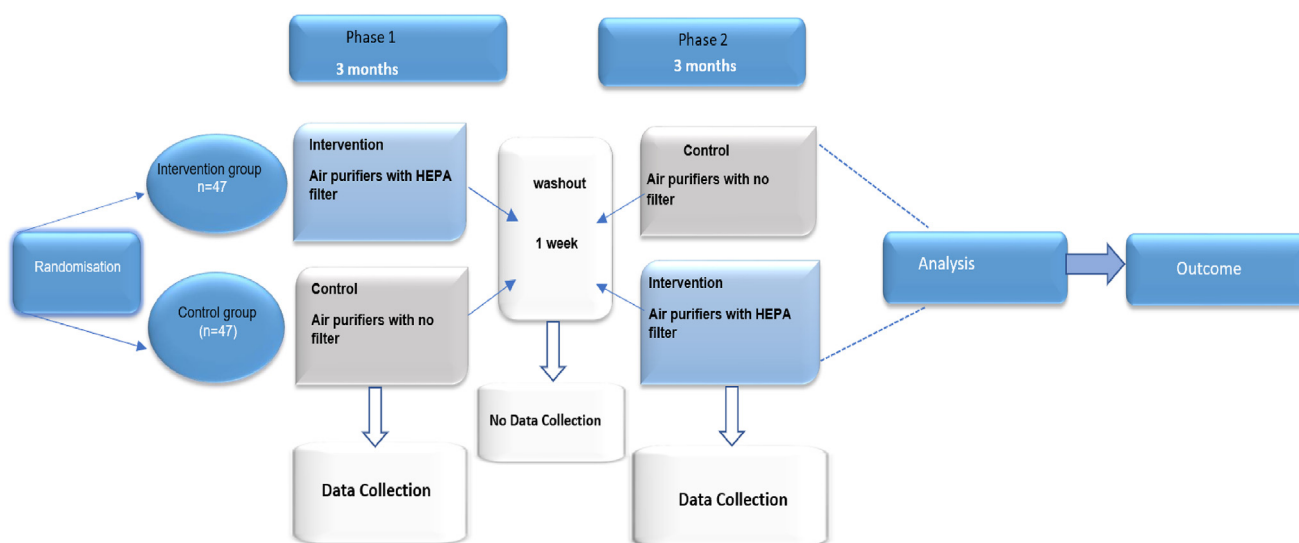 Phase 1
3 months
Phase 2
3 months
Randomisation
Intervention group
n=47
Control group
(n=47)
Intervention
Air purifiers with HEPA
filter
Control
Air purifiers with no
filter
washout
1 week
Control
Air purifiers with no
filter
Intervention
Air purifiers with HEPA
filter
Data Collection
No Data Collection
Data Collection
Analysis
Outcome